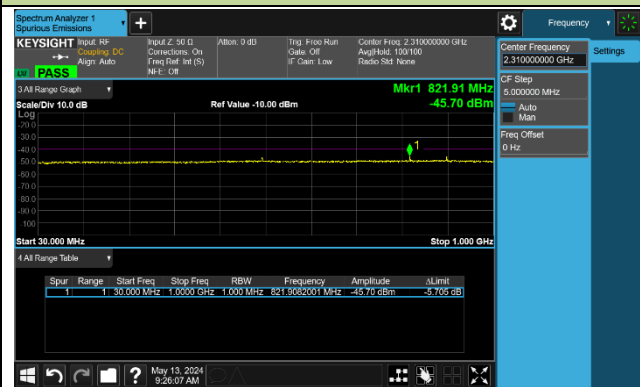 Spectrum Analyzer 1
Spurious Emissions
+
Frequency
KEYSIGHT
Input: RF
Coupling: DC
Align: Auto
Input Z: 50 Ω
Corrections: On
Freq Ref: Int (S)
NFE: Off
Atten: 0 dB
Trig: Free Run
Gate: Off
IF Gain: Low
Center Freq: 2.310000000 GHz
Avg|Hold: 100/100
Radio Std: None
PASS
Center Frequency
2.310000000 GHz
Settings
CF Step
5.000000 MHz
Auto
Man
Freq Offset
0 Hz
3 All Range Graph
Mkr1 821.91 MHz
Scale/Div 10.0 dB
Ref Value -10.00 dBm
-45.70 dBm
Log
-20.0
-30.0
-40.0
-50.0
-60.0
-70.0
-80.0
-90.0
-100
1
Start 30.000 MHz
Stop 1.000 GHz
4 All Range Table
Spur Range Start Freq Stop Freq RBW Frequency Amplitude ΔLimit
1 1 30.000 MHz 1.0000 GHz 1.000 MHz 821.9082001 MHz -45.70 dBm -5.705 dB
?
May 13, 2024
9:26:07 AM